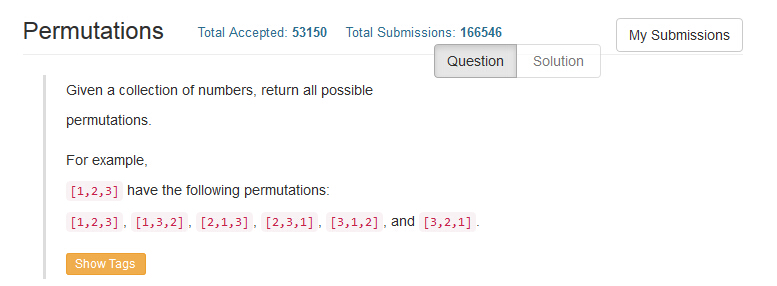 Permutations Total Accepted: 53150 Total Submissions: 166546 My Submissions
Question Solution
Given a collection of numbers, return all possible
permutations.
For example,
[1,2,3] have the following permutations:
[1,2,3], [1,3,2], [2,1,3], [2,3,1], [3,1,2], and [3,2,1].
Show Tags